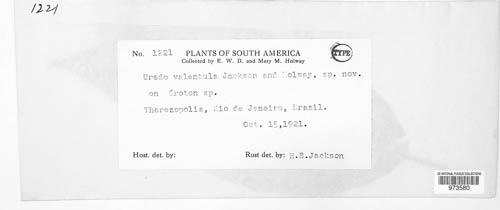 1221
No. 1221 PLANTS OF SOUTH AMERICA TYPE
Collected by E. W. D. and Mary M. Holway
Uredo valentula Jackson and Holway, sp. nov.
on Croton sp.
Therezopolis, Rio de Janeiro, Brazil.
Oct. 15,1921.
Host. det. by: Rust det. by: H.S.Jackson
US NATIONAL FUNGUS COLLECTIONS
973580